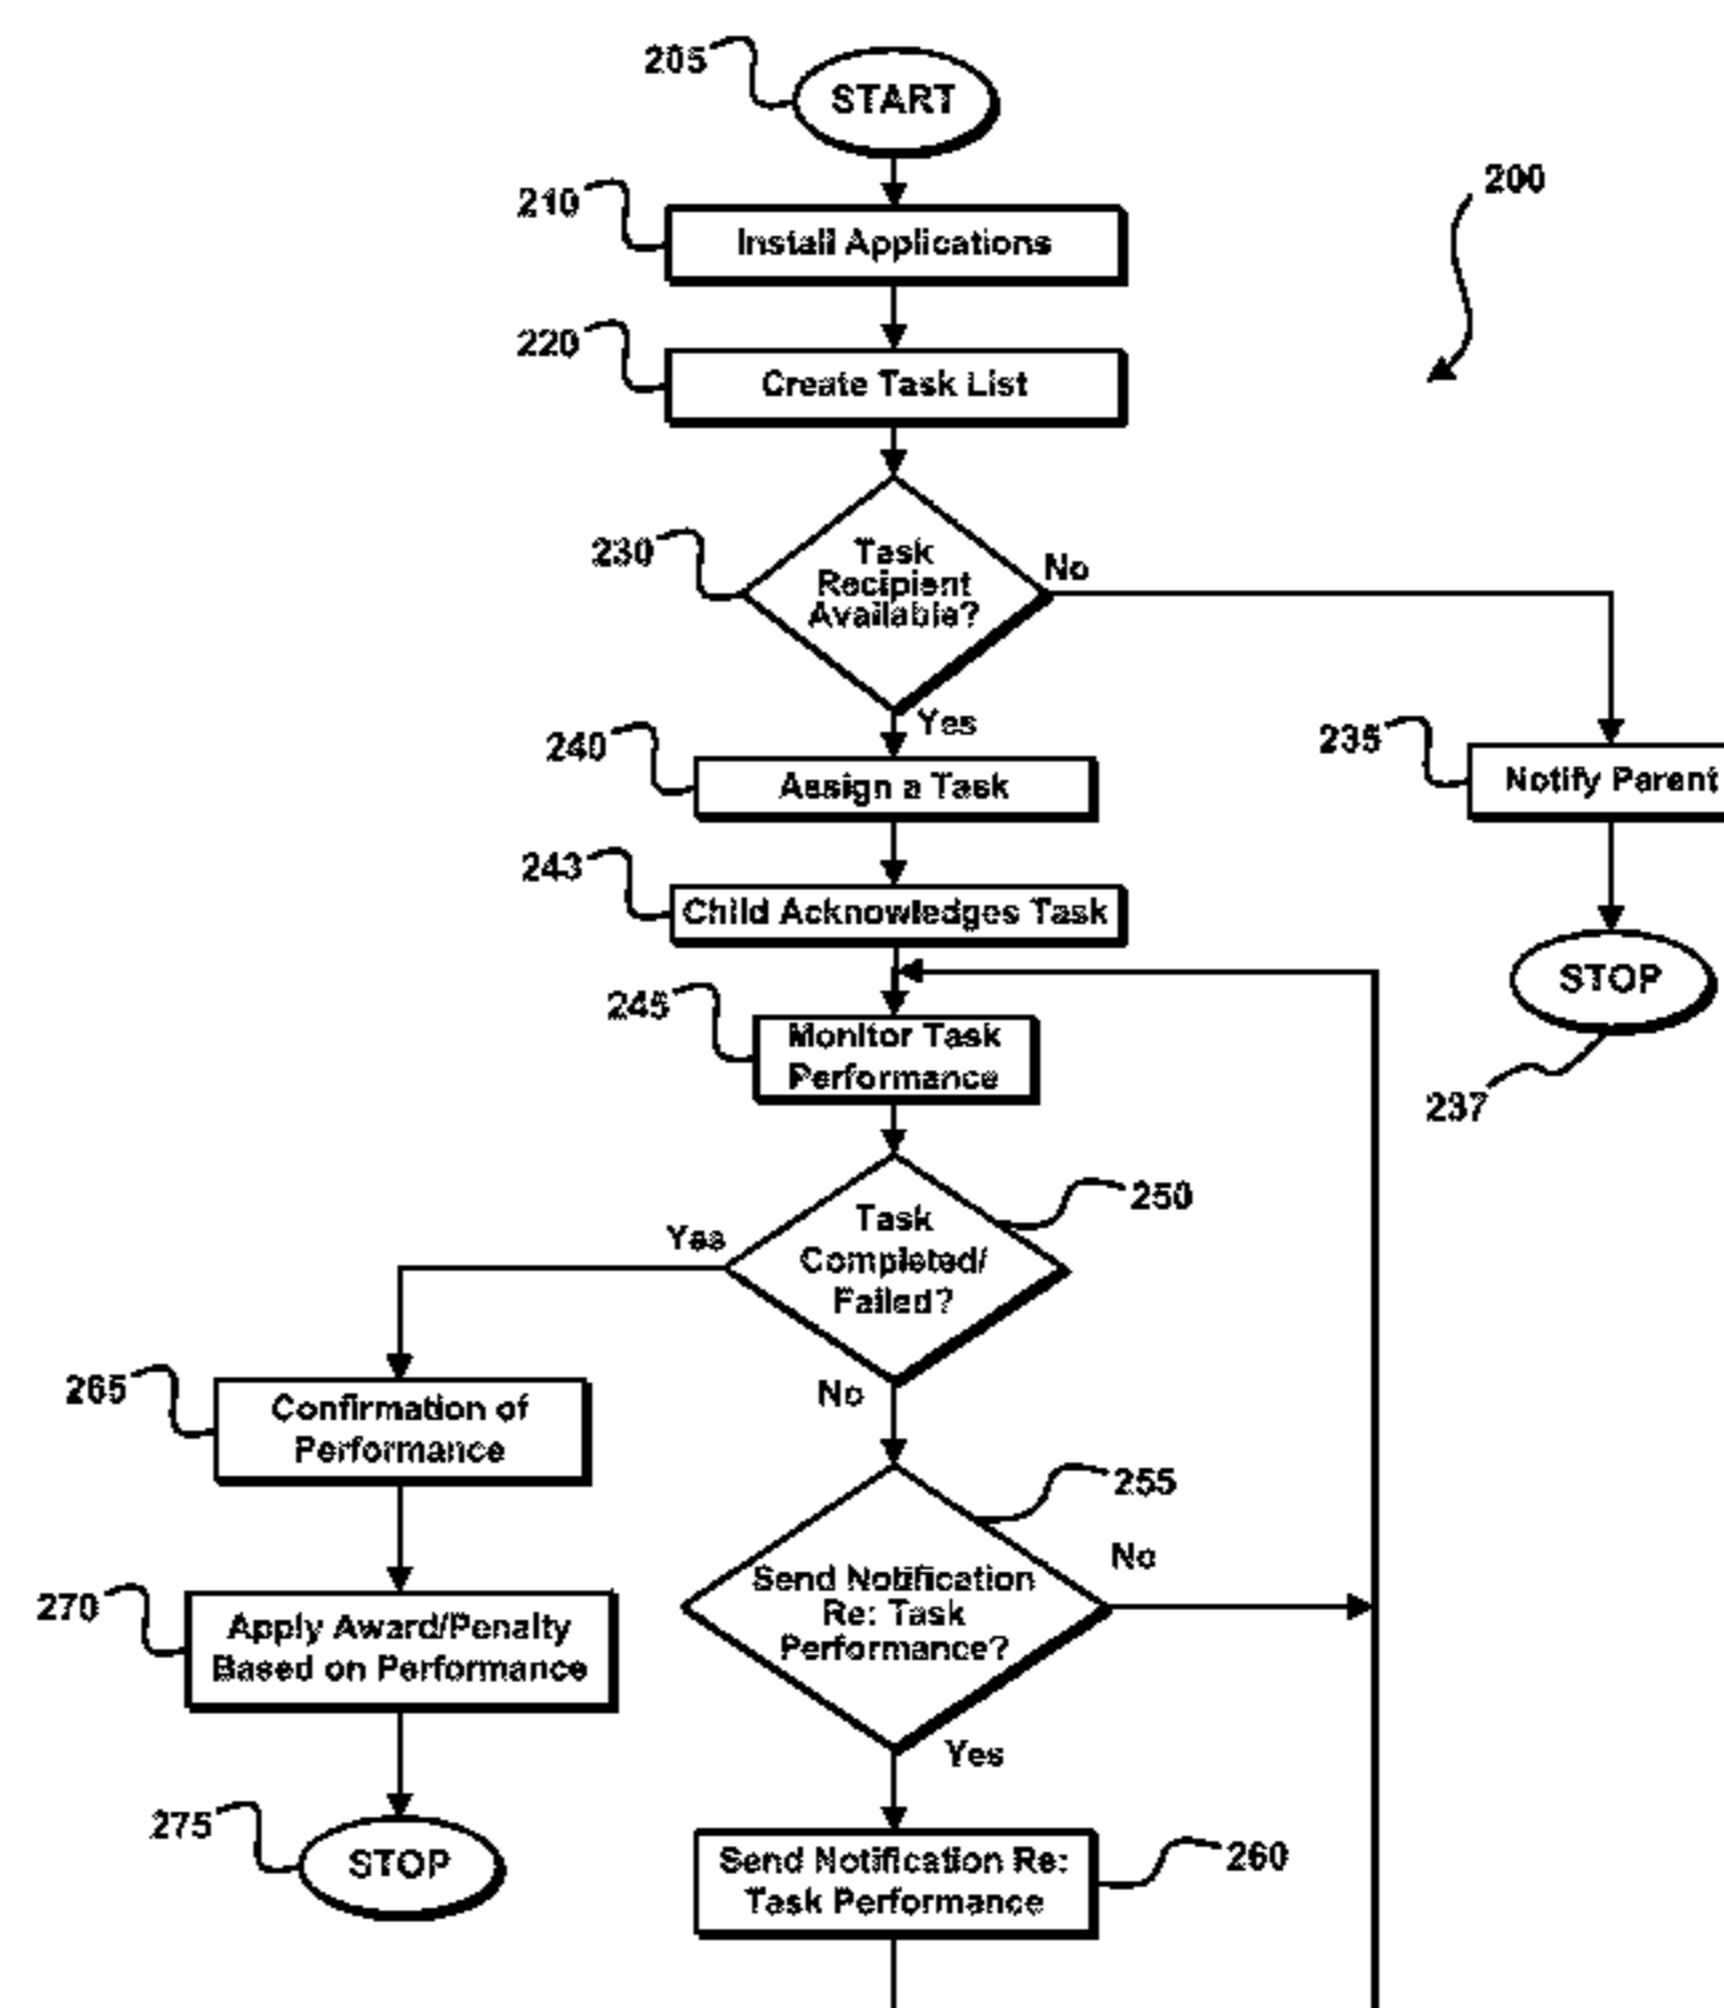 205
START
200
210
Install Applications
220
Create Task List
230
Task
Recipient
Available?
No
Yes
240
Assign a Task
235
Notify Parent
243
Child Acknowledges Task
STOP
237
245
Monitor Task
Performance
250
Task
Completed/
Failed?
Yes
No
265
Confirmation of
Performance
255
Send Notification
Re: Task
Performance?
No
Yes
270
Apply Award/Penalty
Based on Performance
275
STOP
260
Send Notification Re:
Task Performance